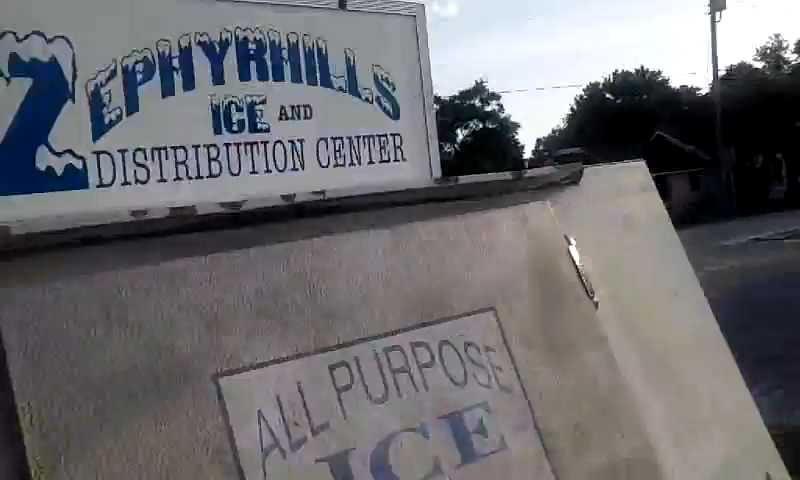 ZEPHYRHILLS
ICE AND
DISTRIBUTION CENTER
ALL PURPOSE
ICE